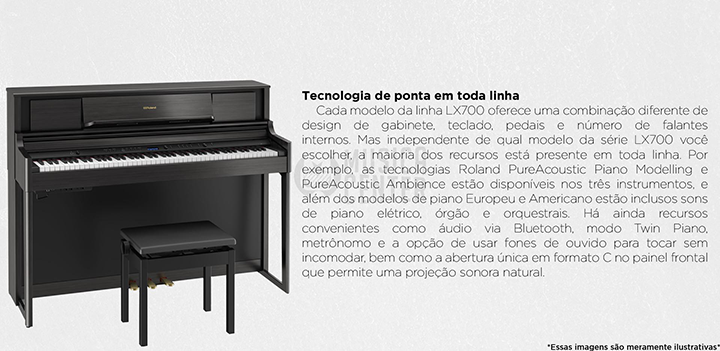 Tecnologia de ponta em toda linha
Cada modelo da linha LX700 oferece uma combinação diferente de
design de gabinete, teclado, pedais e número de falantes
internos. Mas independente de qual modelo da série LX700 você
escolher, a maior dos recursos está presente em toda linha. Por
exemplo, as tecnologias Roland PureAcoustic Piano Modelling e
PureAcoustic Ambience estão disponíveis nos três instrumentos, e
além dos modelos de piano Europeu e Americano estão inclusos sons
de piano elétrico, órgão e orquestrais. Há ainda recursos
convenientes como áudio via Bluetooth, modo Twin Piano,
metrônomo e a opção de usar fones de ouvido para tocar sem
incomodar, bem como a abertura única em formato C no painel frontal
que permite uma projeção sonora natural.
*Essas imagens são meramente ilustrativas*